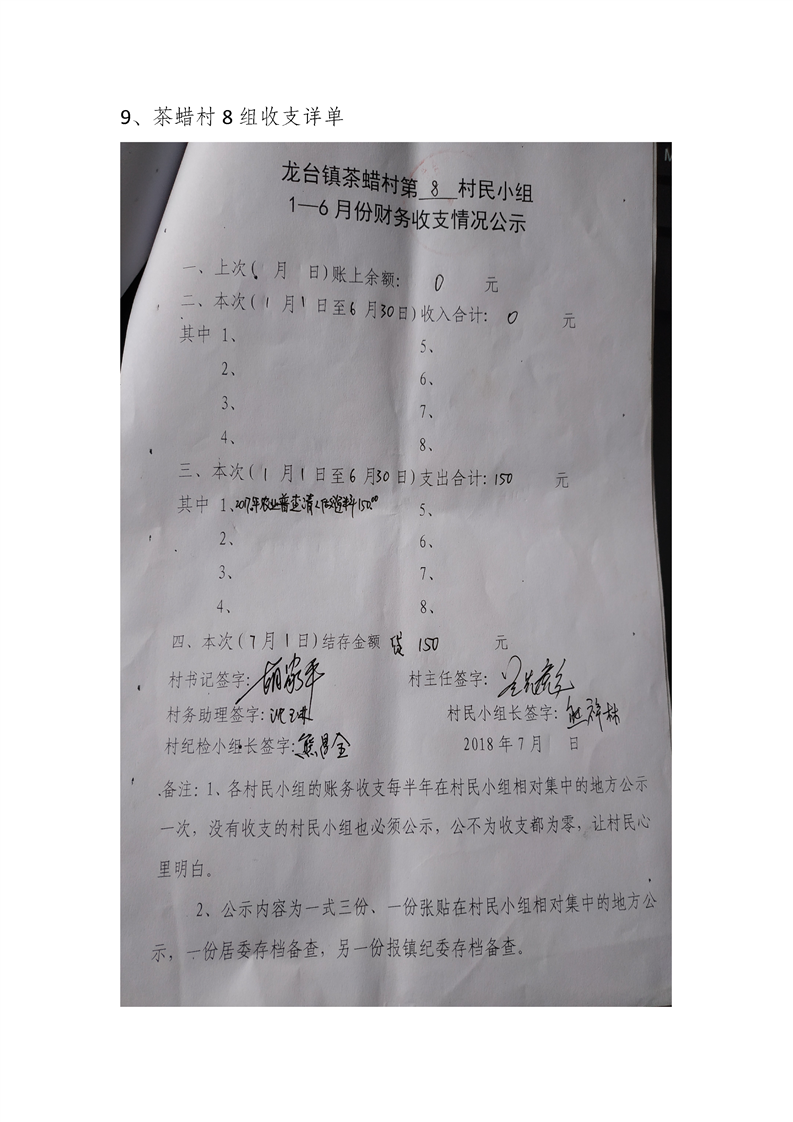 9、茶蜡村 8 组收支详单
龙台镇茶蜡村第 8 村民小组
1—6 月份财务收支情况公示
一、上次( 月 日)账上余额: 0 元
二、本次(1月1日至6月30日)收入合计: 0 元
其中 1、 5、
2、 6、
3、 7、
4、 8、
三、本次(1月1日至6月30日)支出合计: 150 元
其中 1、2017年农业普查清 150.00 5、
2、 6、
3、 7、
4、 8、
四、本次(7月1日)结存金额 150 元
村书记签字: 村主任签字:
村务助理签字: 村民小组长签字: 熊祥林
村纪检小组长签字: 熊昌金 2018年7月 日
备注: 1、各村民小组的账务收支每半年在村民小组相对集中的地方公示
一次，没有收支的村民小组也必须公示，公不为收支都为零，让村民心
里明白。
2、公示内容为一式三份、一份张贴在村民小组相对集中的地方公
示，一份居委存档备查，另一份报镇纪委存档备查。